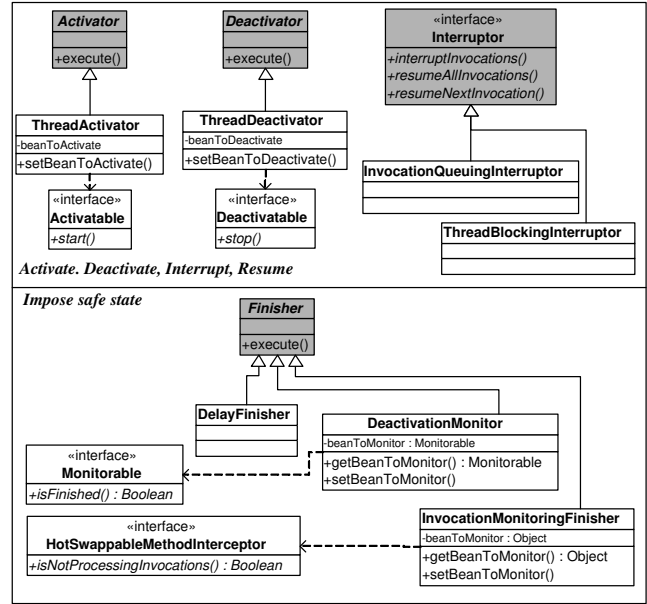 Activator
+execute()
Deactivator
+execute()
«interface»
Interruptor
+interruptInvocations()
+resumeAllInvocations()
+resumeNextInvocation()
ThreadActivator
-beanToActivate
+setBeanToActivate()
ThreadDeactivator
-beanToDeactivate
+setBeanToDeactivate()
InvocationQueuingInterruptor
«interface»
Activatable
+start()
«interface»
Deactivatable
+stop()
ThreadBlockingInterruptor
Activate. Deactivate, Interrupt, Resume
Impose safe state
Finisher
+execute()
DelayFinisher
DeactivationMonitor
-beanToMonitor : Monitorable
+getBeanToMonitor() : Monitorable
+setBeanToMonitor()
«interface»
Monitorable
+isFinished() : Boolean
«interface»
HotSwappableMethodInterceptor
+isNotProcessingInvocations() : Boolean
InvocationMonitoringFinisher
-beanToMonitor : Object
+getBeanToMonitor() : Object
+setBeanToMonitor()